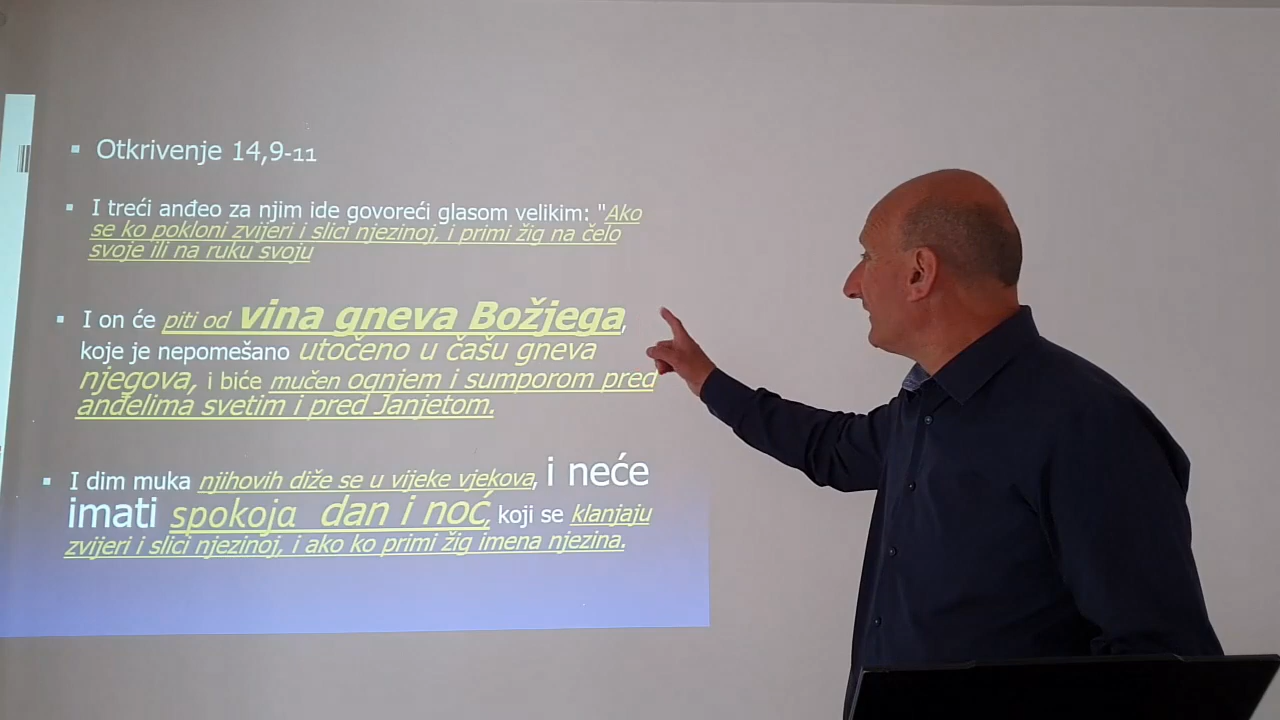 Otkrivenje 14,9-11
I treći anđeo za njim ide govoreći glasom velikim: "Ako
se ko pokloni zvijeri i slici njezinoj, i primi žig na čelo
svoje ili na ruku svoju
I on će piti od vina gneva Božjega,
koje je nepomešano utočeno u čašu gneva
njegova, i biće mučen ognjem i sumporom pred
anđelima svetim i pred Janjetom.
I dim muka njihovih diže se u vijeke vjekova, i neće
imati spokoja dan i noć, koji se klanjaju
zvijeri i slici njezinoj, i ako ko primi žig imena njezina.